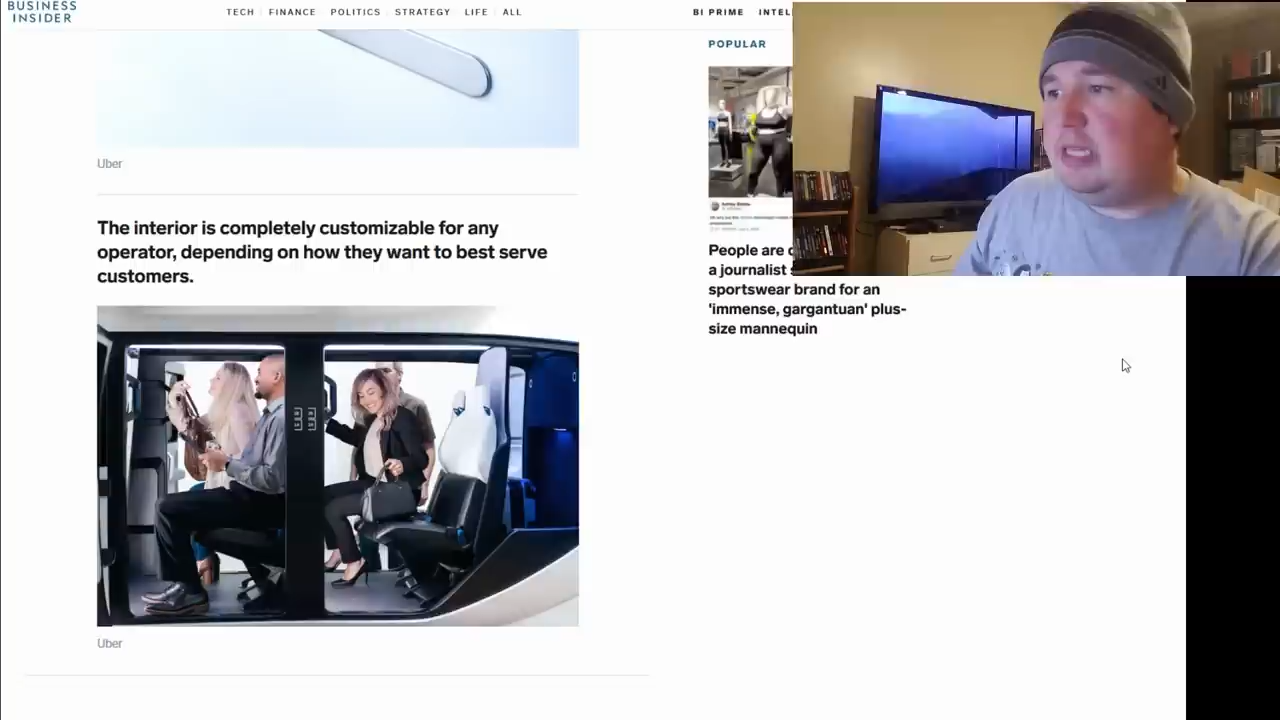 BUSINESS
INSIDER
TECH
FINANCE
POLITICS
STRATEGY
LIFE
ALL
BI PRIME
POPULAR
Uber
The interior is completely customizable for any
operator, depending on how they want to best serve
customers.
Uber
People are
a journalist
sportswear brand for an
'immense, gargantuan' plus-
size mannequin